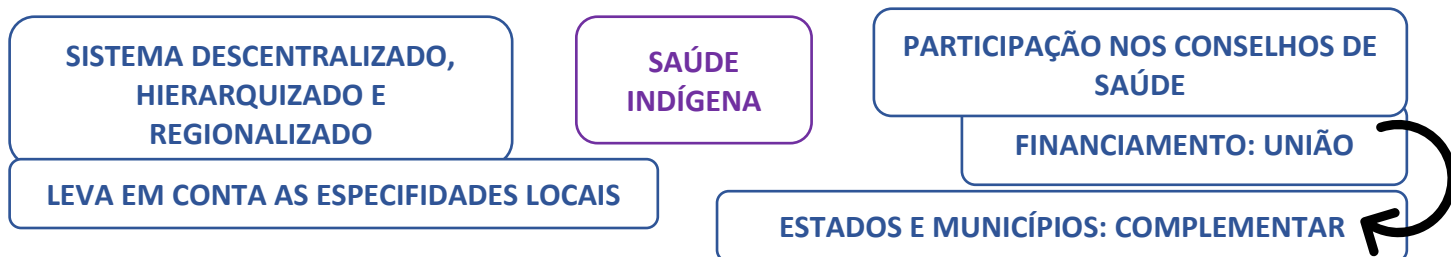 SISTEMA DESCENTRALIZADO,
HIERARQUIZADO E
REGIONALIZADO
LEVA EM CONTA AS ESPECIFIDADES LOCAIS
SAÚDE
INDÍGENA
PARTICIPAÇÃO NOS CONSELHOS DE
SAÚDE
FINANCIAMENTO: UNIÃO
ESTADOS E MUNICÍPIOS: COMPLEMENTAR